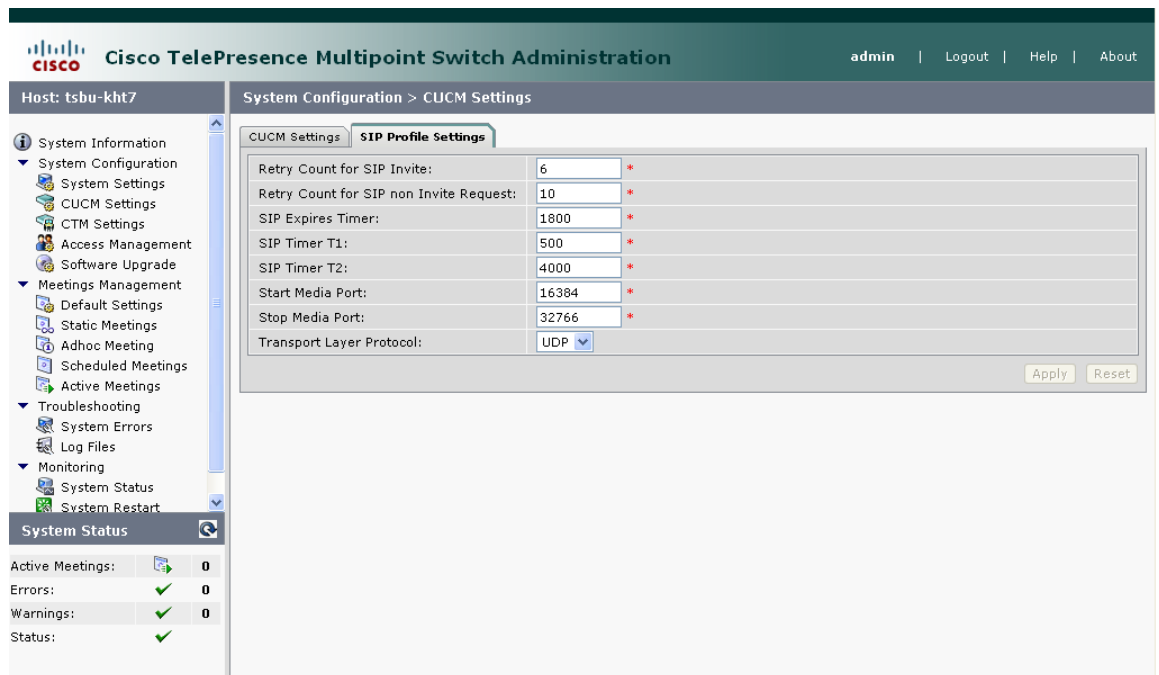 CISCO Cisco TelePresence Multipoint Switch Administration
admin | Logout | Help | About
Host: tsbu-kht7
System Configuration > CUCM Settings
System Information
System Configuration
System Settings
CUCM Settings
CTM Settings
Access Management
Software Upgrade
Meetings Management
Default Settings
Static Meetings
Adhoc Meeting
Scheduled Meetings
Active Meetings
Troubleshooting
System Errors
Log Files
Monitoring
System Status
System Restart
System Status
Active Meetings: 0
Errors: 0
Warnings: 0
Status:
CUCM Settings SIP Profile Settings
Retry Count for SIP Invite: 6 *
Retry Count for SIP non Invite Request: 10 *
SIP Expires Timer: 1800 *
SIP Timer T1: 500 *
SIP Timer T2: 4000 *
Start Media Port: 16384 *
Stop Media Port: 32766 *
Transport Layer Protocol: UDP
Apply Reset